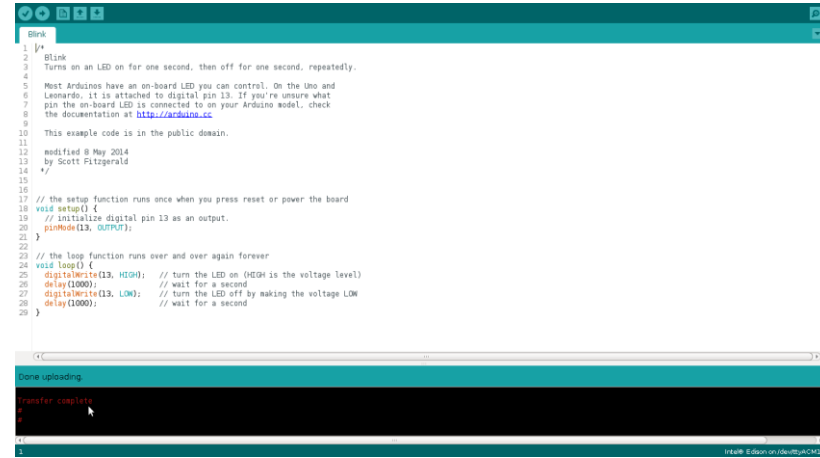 Blink
1 /*
2 Blink
3 Turns on an LED on for one second, then off for one second, repeatedly.
4
5 Most Arduinos have an on-board LED you can control. On the Uno and
6 Leonardo, it is attached to digital pin 13. If you're unsure what
7 pin the on-board LED is connected to on your Arduino model, check
8 the documentation at http://arduino.cc
9
10 This example code is in the public domain.
11
12 modified 8 May 2014
13 by Scott Fitzgerald
14 */
15
16
17 // the setup function runs once when you press reset or power the board
18 void setup() {
19 // initialize digital pin 13 as an output.
20 pinMode(13, OUTPUT);
21 }
22
23 // the loop function runs over and over again forever
24 void loop() {
25 digitalWrite(13, HIGH); // turn the LED on (HIGH is the voltage level)
26 delay(1000); // wait for a second
27 digitalWrite(13, LOW); // turn the LED off by making the voltage LOW
28 delay(1000); // wait for a second
29 }
Done uploading.
Transfer complete
#
#
1 Intel® Edison on /dev/ttyACM1